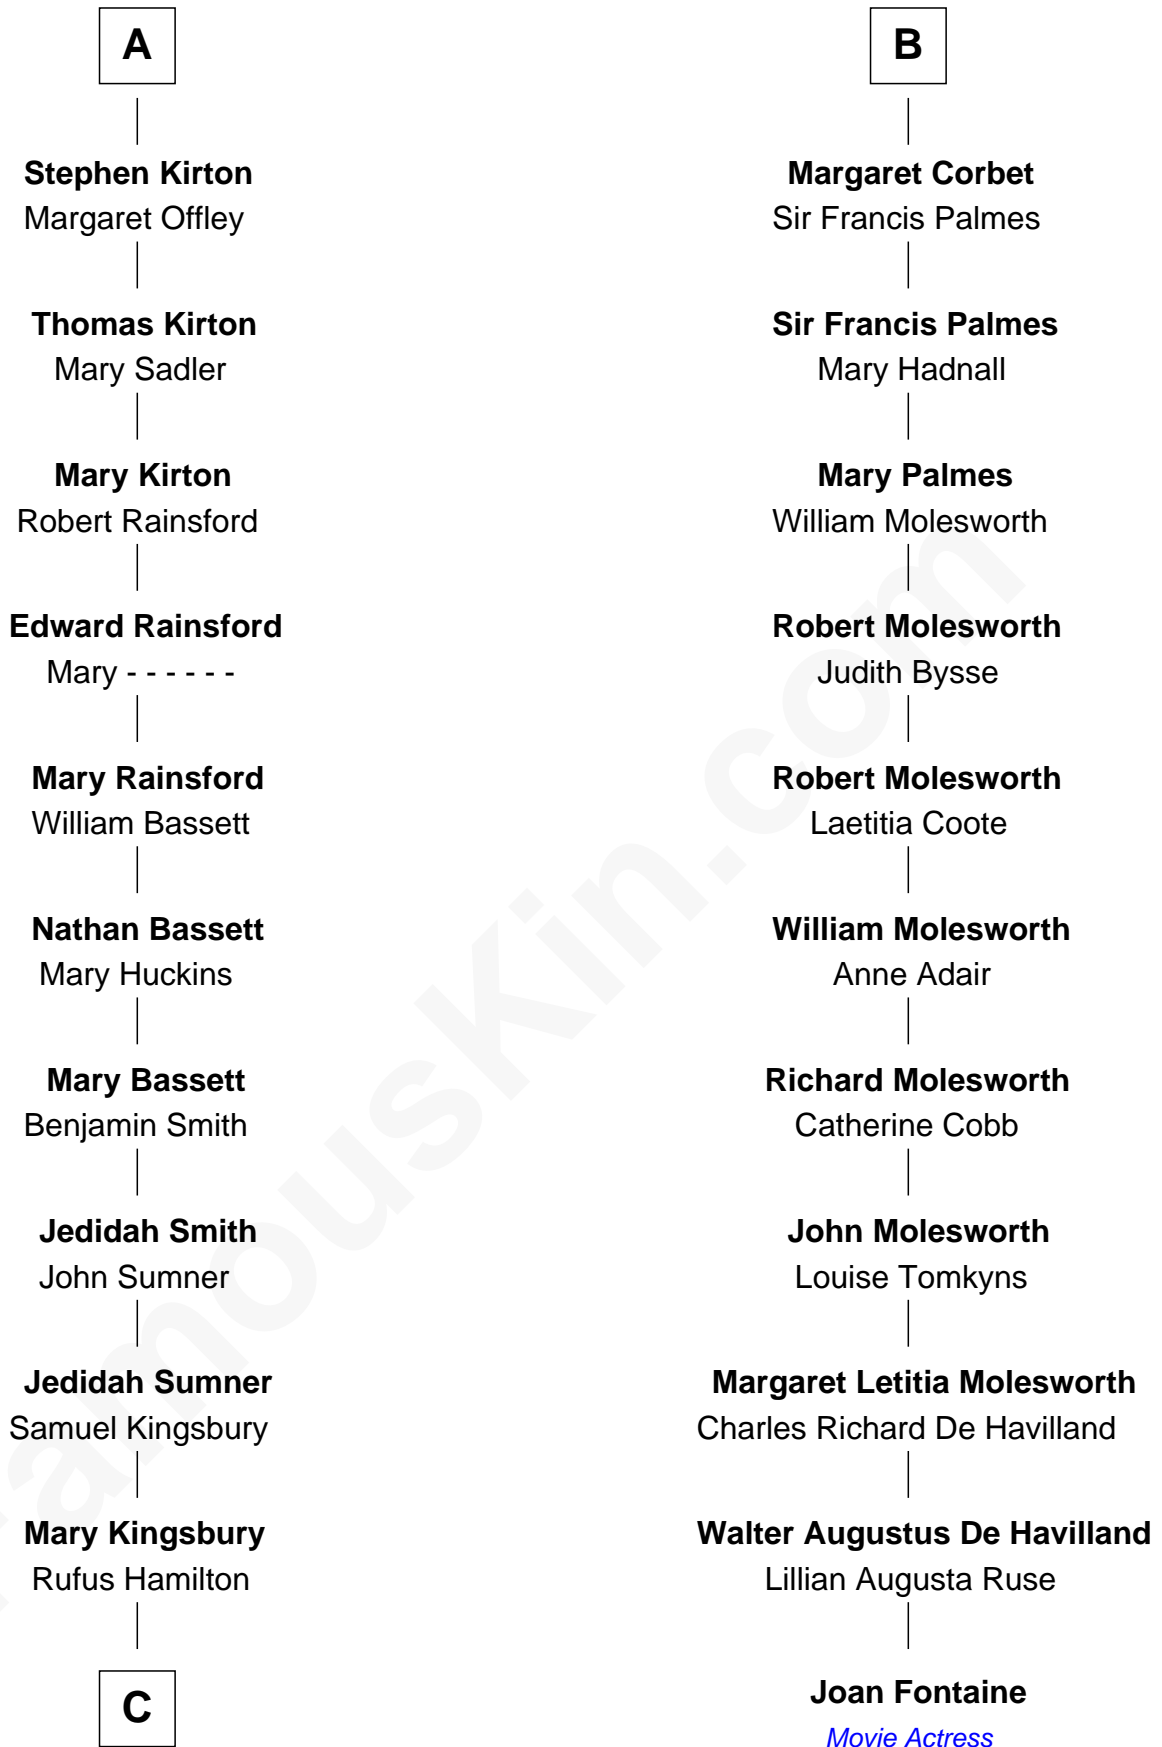 A
Stephen Kirton
Margaret Offley
Thomas Kirton
Mary Sadler
Mary Kirton
Robert Rainsford
Edward Rainsford
Mary - - - - - -
Mary Rainsford
William Bassett
Nathan Bassett
Mary Huckins
Mary Bassett
Benjamin Smith
Jedidah Smith
John Sumner
Jedidah Sumner
Samuel Kingsbury
Mary Kingsbury
Rufus Hamilton
C
B
Margaret Corbet
Sir Francis Palmes
Sir Francis Palmes
Mary Hadnall
Mary Palmes
William Molesworth
Robert Molesworth
Judith Bysse
Robert Molesworth
Laetitia Coote
William Molesworth
Anne Adair
Richard Molesworth
Catherine Cobb
John Molesworth
Louise Tomkyns
Margaret Letitia Molesworth
Charles Richard De Havilland
Walter Augustus De Havilland
Lillian Augusta Ruse
Joan Fontaine
Movie Actress
FamousKin.com